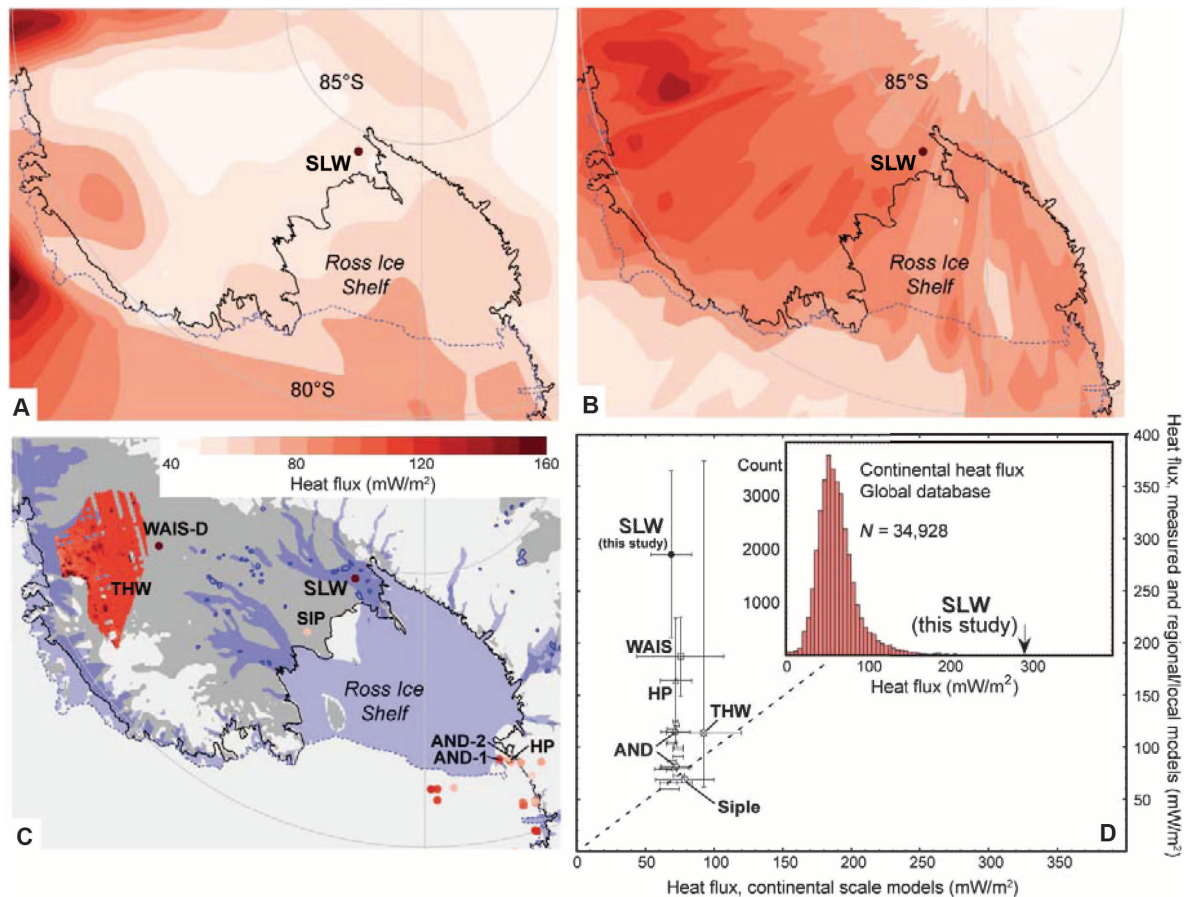 85°S
SLW
Ross Ice
Shelf
80°S
A
85°S
SLW
Ross Ice
Shelf
B
40 80 120 160
Heat flux (mW/m²)
WAIS-D
THW
SLW
SIP
Ross Ice
Shelf
AND-2
AND-1
HP
C
Count
3000
2000
1000
Continental heat flux
Global database
N = 34,928
SLW
(this study)
0 100 200 300
Heat flux (mW/m²)
SLW
(this study)
WAIS
HP
THW
AND
Siple
D
400
350
300
250
200
150
100
50
Heat flux, measured and regional/local models (mW/m²)
50 100 150 200 250 300 350
Heat flux, continental scale models (mW/m²)